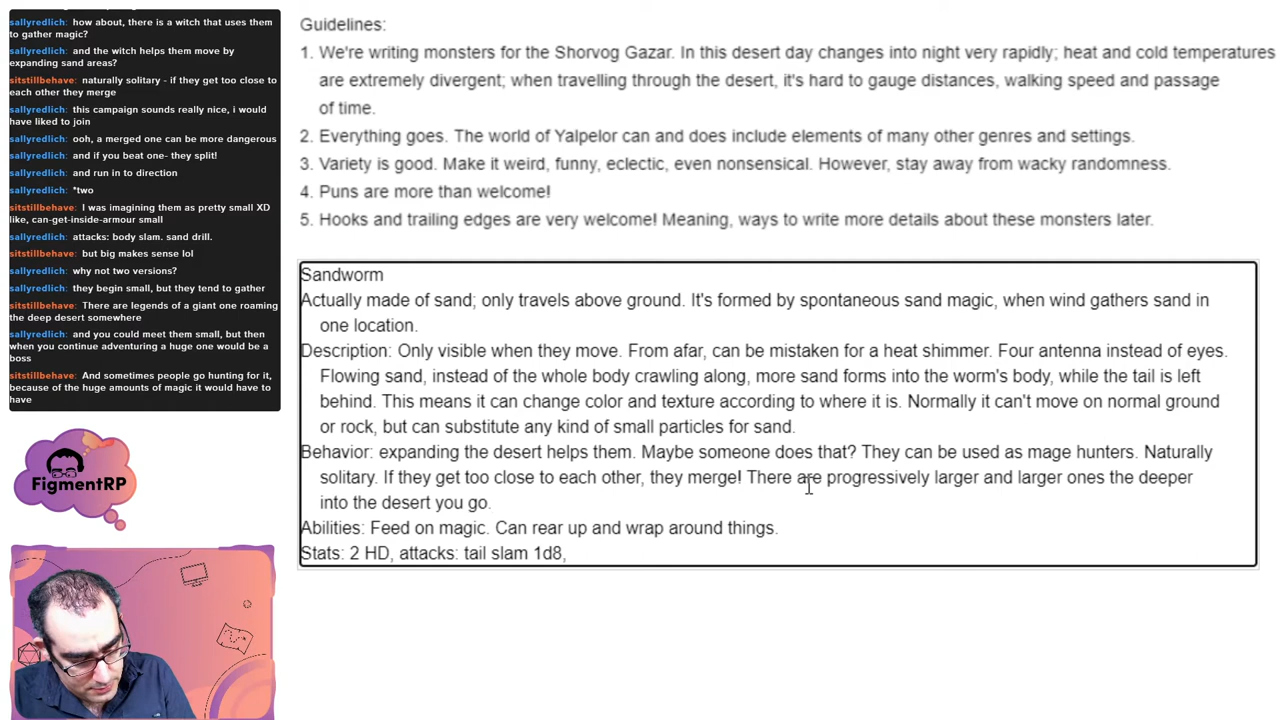 sallyredlich: how about, there is a witch that uses them
to gather magic?
sallyredlich: and the witch helps them move by
expanding sand areas?
sitstillbehave: naturally solitary - if they get too close to
each other they merge
sallyredlich: this campaign sounds really nice, i would
have liked to join
sallyredlich: ooh, a merged one can be more dangerous
sallyredlich: and if you beat one- they split!
sallyredlich: and run in to direction
sallyredlich: *two
sitstillbehave: I was imagining them as pretty small XD
like, can-get-inside-armour small
sallyredlich: attacks: body slam. sand drill.
sitstillbehave: but big makes sense lol
sallyredlich: why not two versions?
sallyredlich: they begin small, but they tend to gather
sitstillbehave: There are legends of a giant one roaming
the deep desert somewhere
sallyredlich: and you could meet them small, but then
when you continue adventuring a huge one would be a
boss
sitstillbehave: And sometimes people go hunting for it,
because of the huge amounts of magic it would have to
have
FigmentRP
Guidelines:
1. We're writing monsters for the Shorvog Gazar. In this desert day changes into night very rapidly; heat and cold temperatures
are extremely divergent; when travelling through the desert, it's hard to gauge distances, walking speed and passage
of time.
2. Everything goes. The world of Yalpelor can and does include elements of many other genres and settings.
3. Variety is good. Make it weird, funny, eclectic, even nonsensical. However, stay away from wacky randomness.
4. Puns are more than welcome!
5. Hooks and trailing edges are very welcome! Meaning, ways to write more details about these monsters later.
Sandworm
Actually made of sand; only travels above ground. It's formed by spontaneous sand magic, when wind gathers sand in
one location.
Description: Only visible when they move. From afar, can be mistaken for a heat shimmer. Four antenna instead of eyes.
Flowing sand, instead of the whole body crawling along, more sand forms into the worm's body, while the tail is left
behind. This means it can change color and texture according to where it is. Normally it can't move on normal ground
or rock, but can substitute any kind of small particles for sand.
Behavior: expanding the desert helps them. Maybe someone does that? They can be used as mage hunters. Naturally
solitary. If they get too close to each other, they merge! There are progressively larger and larger ones the deeper
into the desert you go.
Abilities: Feed on magic. Can rear up and wrap around things.
Stats: 2 HD, attacks: tail slam 1d8,